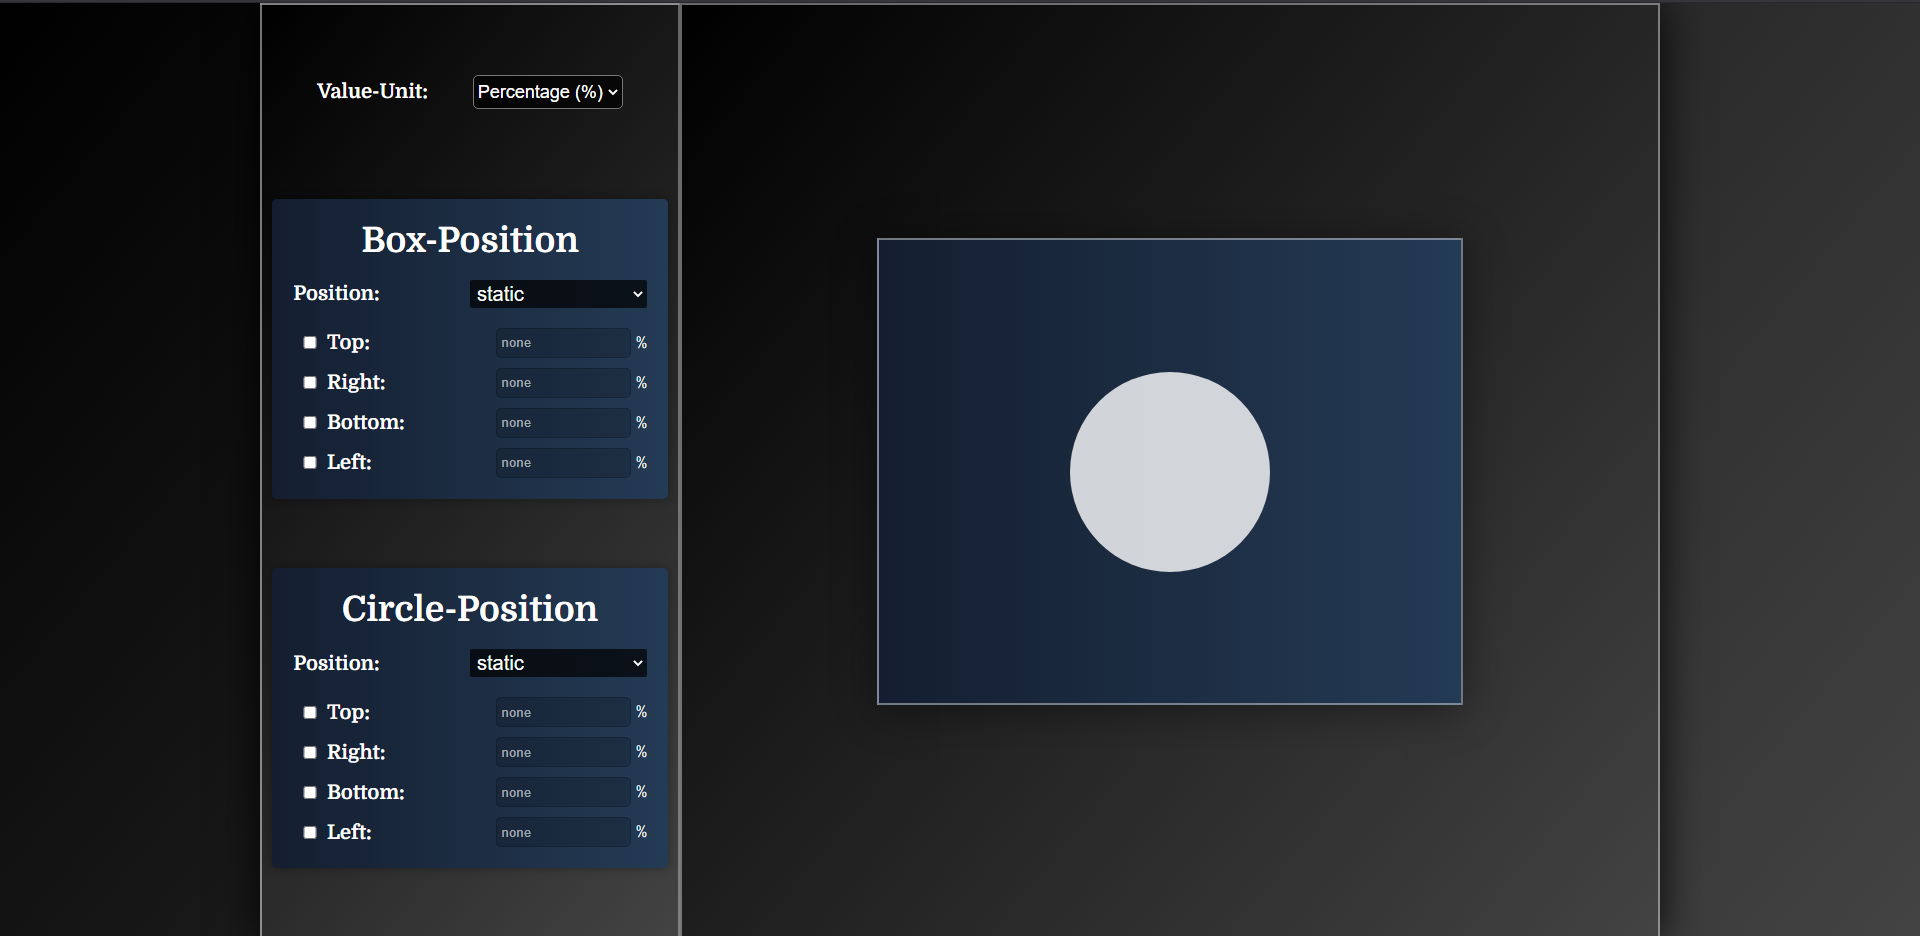 Value-Unit: Percentage (%)
Box-Position
Position: static
Top: none %
Right: none %
Bottom: none %
Left: none %
Circle-Position
Position: static
Top: none %
Right: none %
Bottom: none %
Left: none %